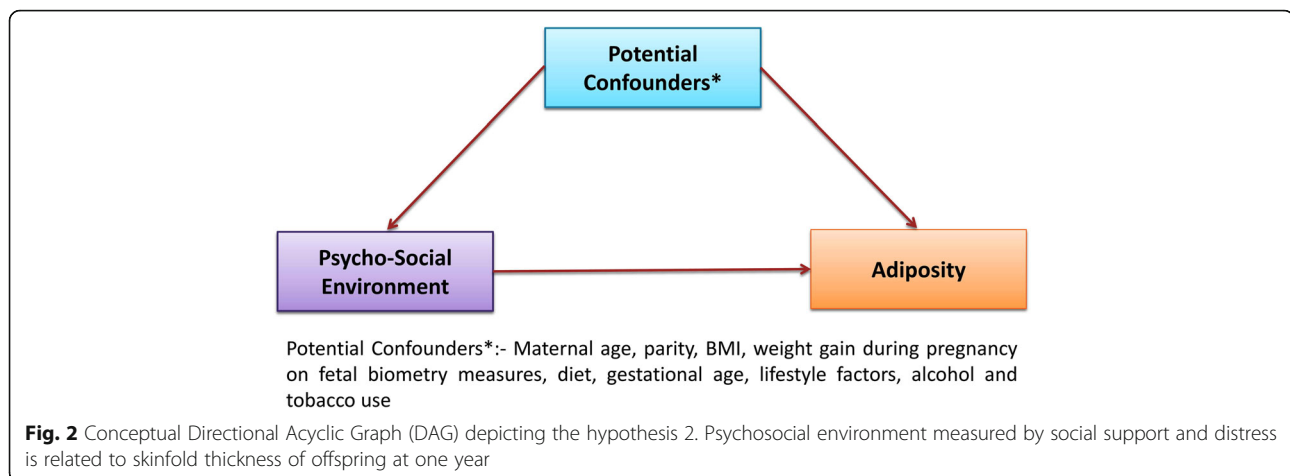 Potential
Confounders*
Psycho-Social
Environment
Adiposity
Potential Confounders*:- Maternal age, parity, BMI, weight gain during pregnancy
on fetal biometry measures, diet, gestational age, lifestyle factors, alcohol and
tobacco use
Fig. 2 Conceptual Directional Acyclic Graph (DAG) depicting the hypothesis 2. Psychosocial environment measured by social support and distress
is related to skinfold thickness of offspring at one year